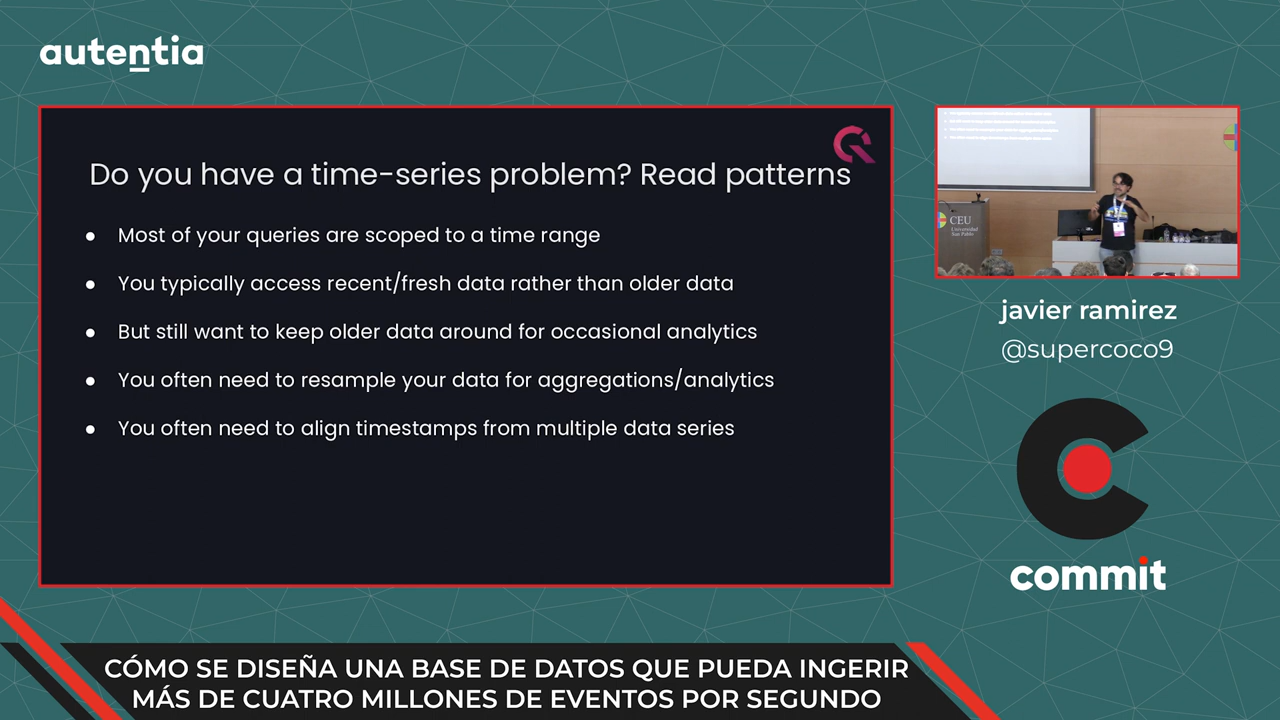 autentia
Do you have a time-series problem? Read patterns
● Most of your queries are scoped to a time range
● You typically access recent/fresh data rather than older data
● But still want to keep older data around for occasional analytics
● You often need to resample your data for aggregations/analytics
● You often need to align timestamps from multiple data series
CEU
Universidad
San Pablo
javier ramirez
@supercoco9
commit
CÓMO SE DISEÑA UNA BASE DE DATOS QUE PUEDA INGERIR
MÁS DE CUATRO MILLONES DE EVENTOS POR SEGUNDO